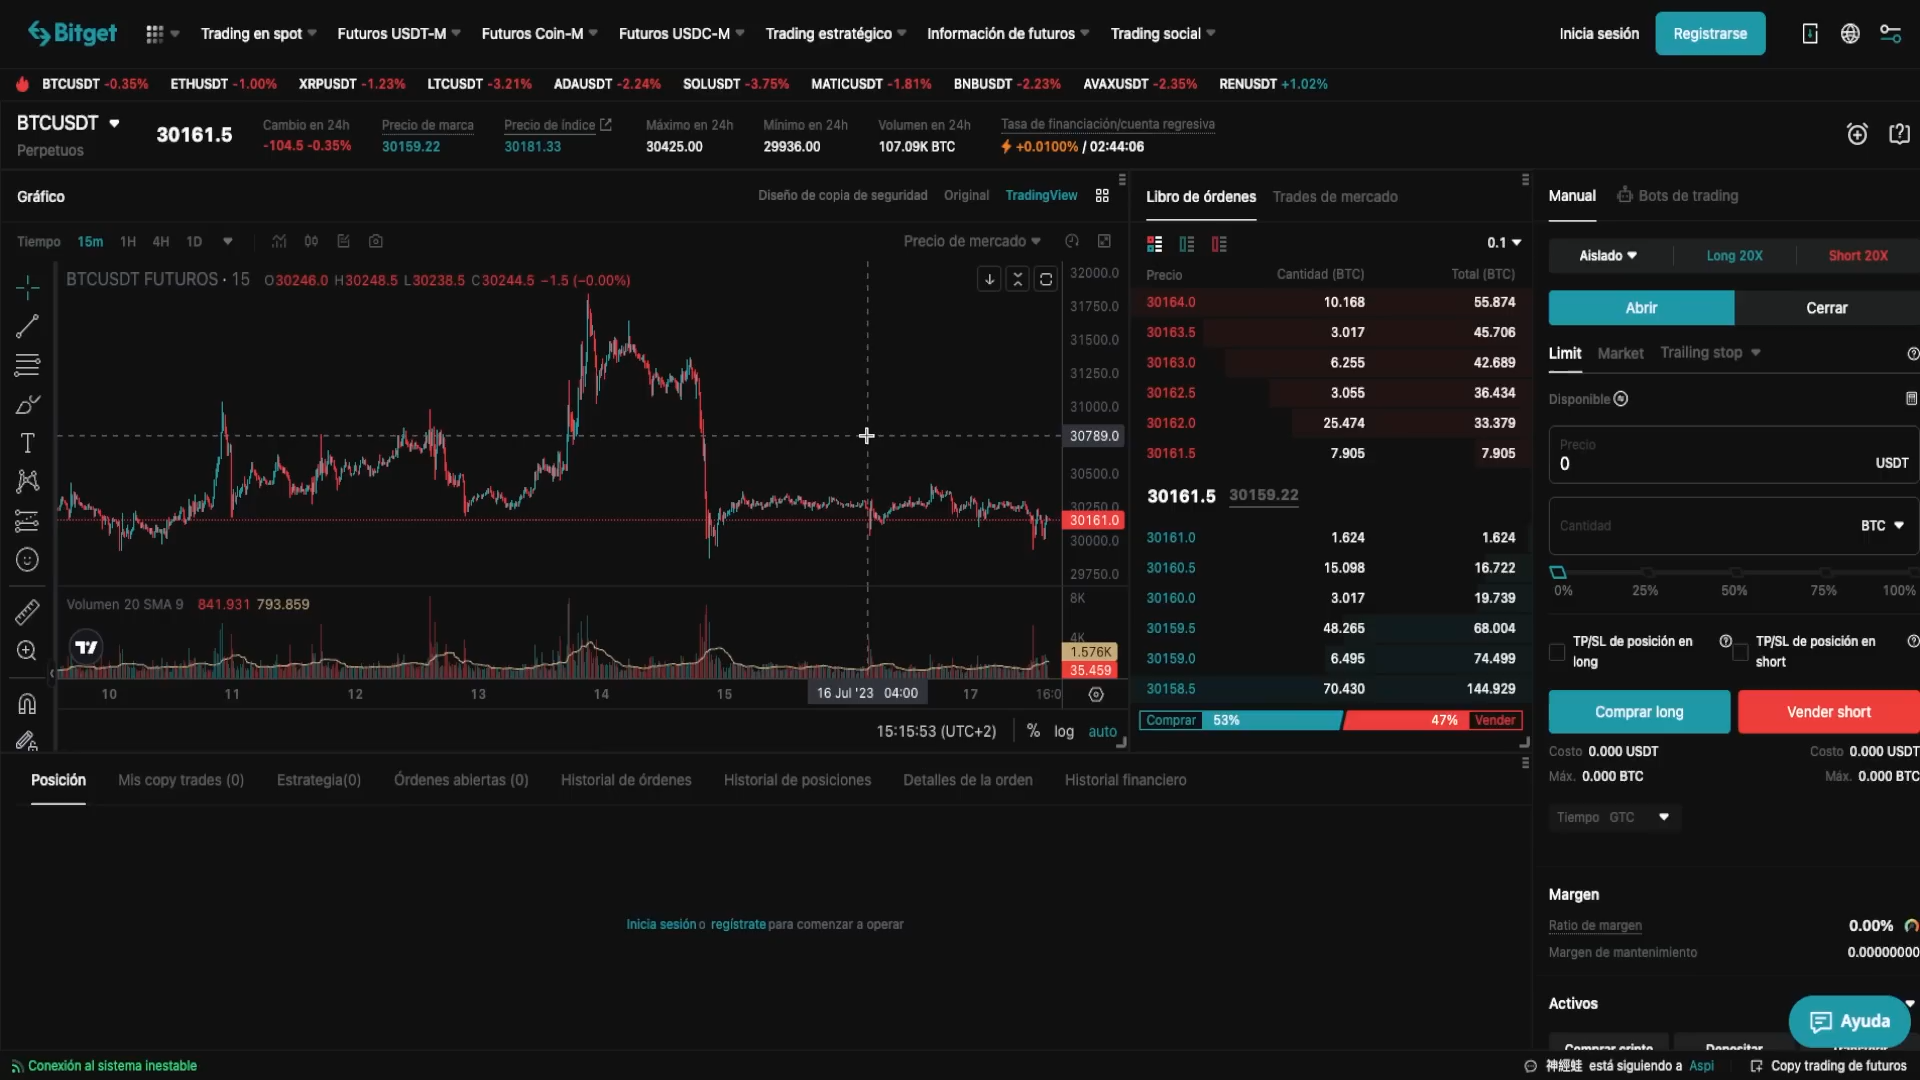 Bitget
Trading en spot Futuros USDT-M Futuros Coin-M Futuros USDC-M Trading estratégico Información de futuros Trading social Inicia sesión Registrarse
BTCUSDT -0.35% ETHUSDT -1.00% XRPUSDT -1.23% LTCUSDT -3.21% ADAUSDT -2.24% SOLUSDT -3.75% MATICUSDT -1.81% BNBUSDT -2.23% AVAXUSDT -2.35% RENUSDT +1.02%
BTCUSDT
Perpetuos
30161.5
Cambio en 24h
-104.5 -0.35%
Precio de marca
30159.22
Precio de índice
30181.33
Máximo en 24h
30425.00
Mínimo en 24h
29936.00
Volumen en 24h
107.09K BTC
Tasa de financiación/cuenta regresiva
+0.0100% / 02:44:06
Gráfico
Diseño de copia de seguridad Original TradingView
Tiempo 15m 1H 4H 1D
Precio de mercado
BTCUSDT FUTUROS · 15 O30246.0 H30248.5 L30238.5 C30244.5 −1.5 (−0.00%)
32000.0
31750.0
31500.0
31250.0
31000.0
30789.0
30500.0
30250.0
30161.0
30000.0
29750.0
Volumen 20 SMA 9 841.931 793.859
8K
4K
1.576K
35.459
10 11 12 13 14 15 16 Jul '23 04:00 17 16:0
15:15:53 (UTC+2) % log auto
Libro de órdenes Trades de mercado
0.1
Precio Cantidad (BTC) Total (BTC)
30164.0 10.168 55.874
30163.5 3.017 45.706
30163.0 6.255 42.689
30162.5 3.055 36.434
30162.0 25.474 33.379
30161.5 7.905 7.905
30161.5 30159.22
30161.0 1.624 1.624
30160.5 15.098 16.722
30160.0 3.017 19.739
30159.5 48.265 68.004
30159.0 6.495 74.499
30158.5 70.430 144.929
Comprar 53% 47% Vender
Manual Bots de trading
Aislado Long 20X Short 20X
Abrir Cerrar
Limit Market Trailing stop
Disponible
Precio
0 USDT
Cantidad BTC
0% 25% 50% 75% 100%
TP/SL de posición en long
TP/SL de posición en short
Comprar long Vender short
Costo 0.000 USDT Costo 0.000 USDT
Máx. 0.000 BTC Máx. 0.000 BTC
Tiempo GTC
Margen
Ratio de margen 0.00%
Margen de mantenimiento 0.00000000
Activos
Ayuda
Comprar cripto Depositar
Posición Mis copy trades (0) Estrategia(0) Órdenes abiertas (0) Historial de órdenes Historial de posiciones Detalles de la orden Historial financiero
Inicia sesión o regístrate para comenzar a operar
Conexión al sistema inestable
神經蛙 está siguiendo a Aspi Copy trading de futuros